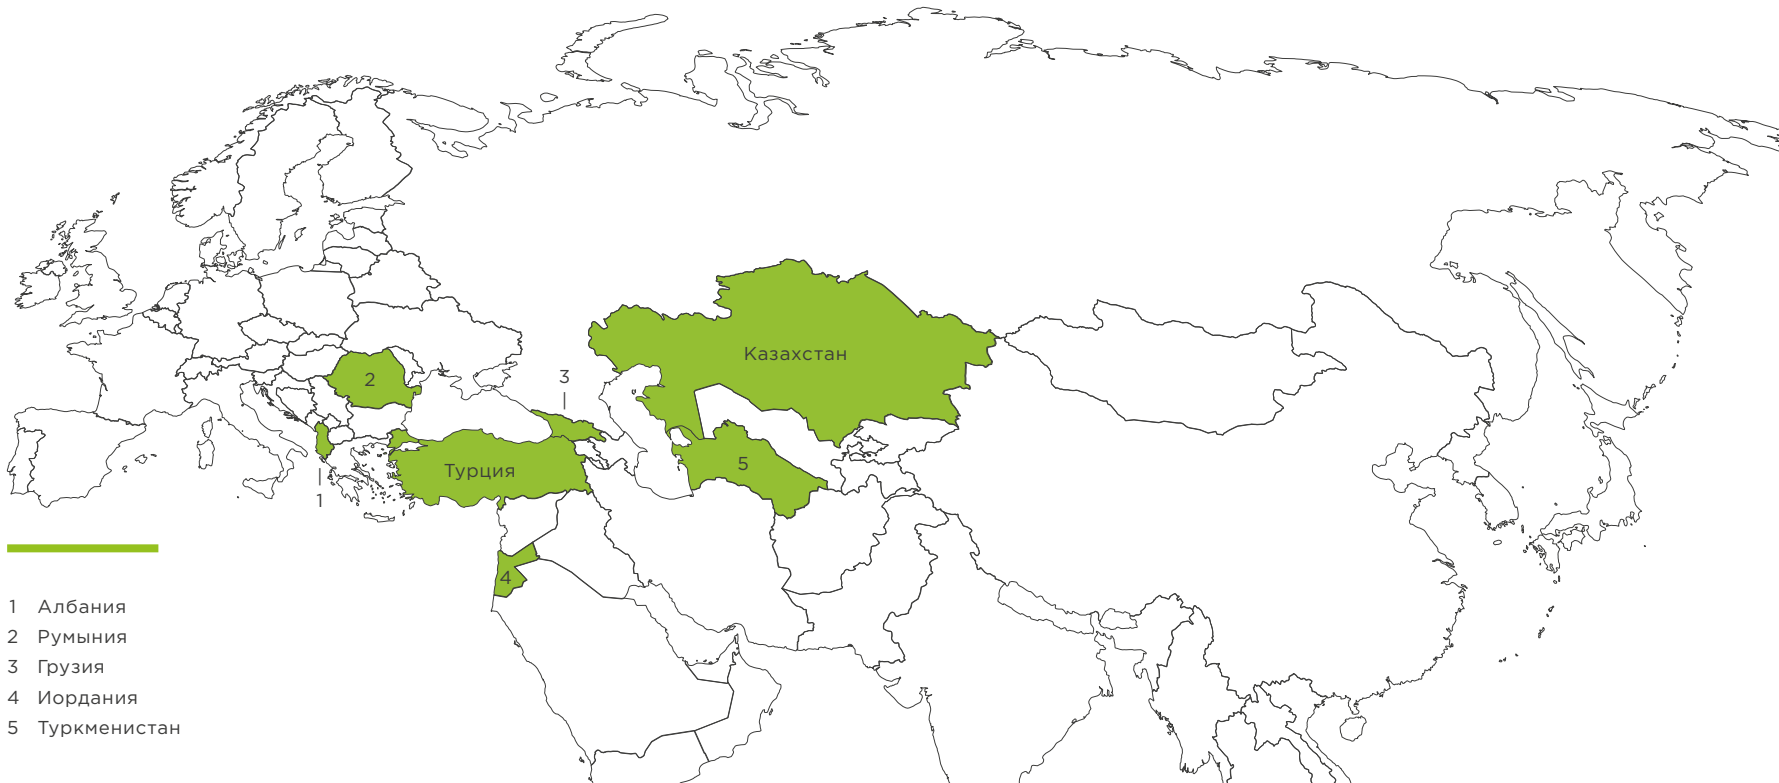 Казахстан
2
3
Турция
5
1
4
1 Албания
2 Румыния
3 Грузия
4 Иордания
5 Туркменистан